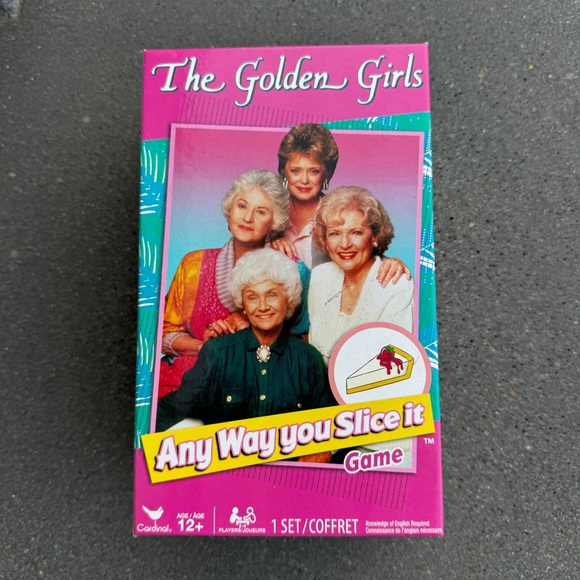 The Golden Girls
Any Way you Slice it
TM
Game
Cardinal
AGE / ÂGE
12+
PLAYERS/JOUEURS
1 SET/COFFRET
Knowledge of English Required
Connaissance de l'anglais nécessaire